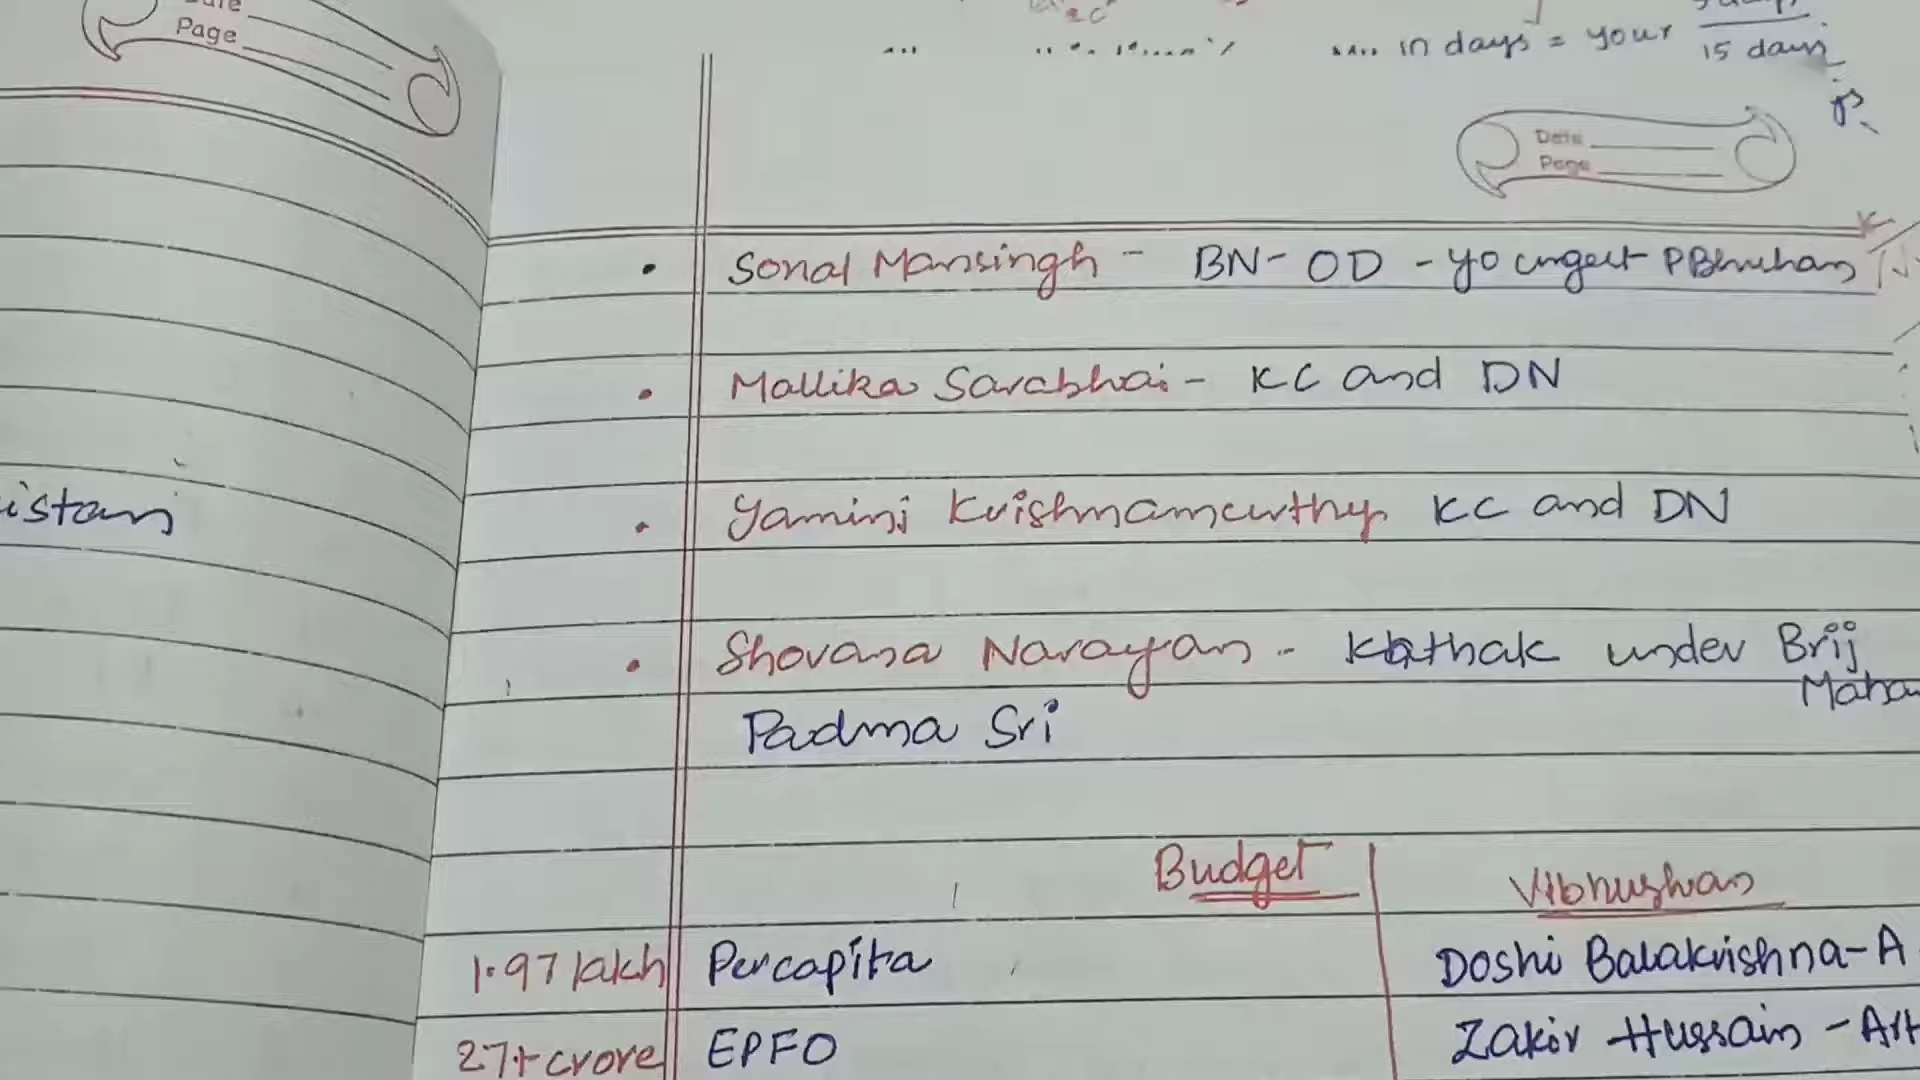 Page
in days = your
15 days
Date
Page
Sonal Mansingh - BN - OD - youngest PBhushan
Mallika Sarabhai - KC and DN
istan
Yamini Krishnamurthy KC and DN
Shovana Narayan - Kathak under Brij
Maha
Padma Sri
Budget
Vibhushan
1.97 lakh Percapita
Doshi Balakrishna - A
27+ crore EPFO
Zakir Hussain - Art